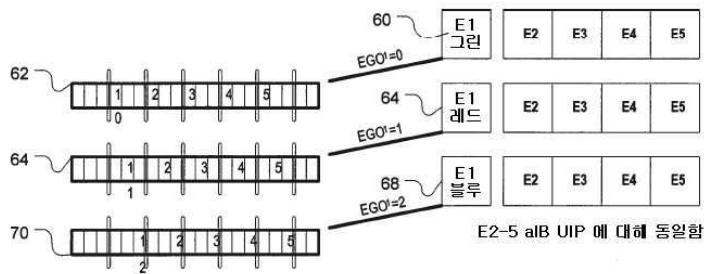 60 E1 그린 E2 E3 E4 E5
EGO¹=0
62 1 2 3 4 5
0
64 E1 레드 E2 E3 E4 E5
EGO¹=1
64 1 2 3 4 5
1
68 E1 블루 E2 E3 E4 E5
EGO¹=2
E2-5 aIB UIP 에 대해 동일함
70 1 2 3 4 5
2